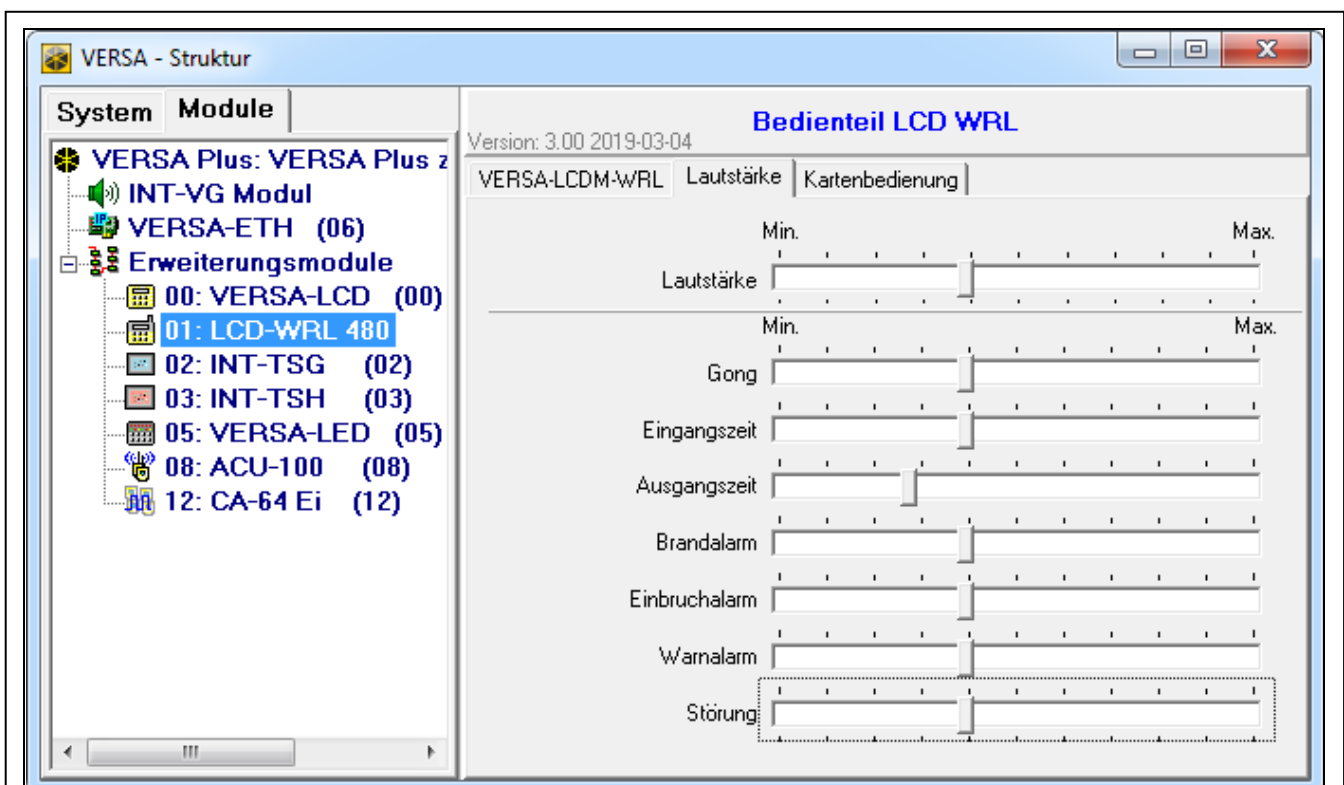 VERSA - Struktur
System Module
VERSA Plus: VERSA Plus z
INT-VG Modul
VERSA-ETH (06)
Erweiterungsmodule
00: VERSA-LCD (00)
01: LCD-WRL 480
02: INT-TSG (02)
03: INT-TSH (03)
05: VERSA-LED (05)
08: ACU-100 (08)
12: CA-64 Ei (12)
Bedienteil LCD WRL
Version: 3.00 2019-03-04
VERSA-LCDM-WRL Lautstärke Kartenbedienung
Min. Max.
Lautstärke
Min. Max.
Gong
Eingangszeit
Ausgangszeit
Brandalarm
Einbruchalarm
Warnalarm
Störung